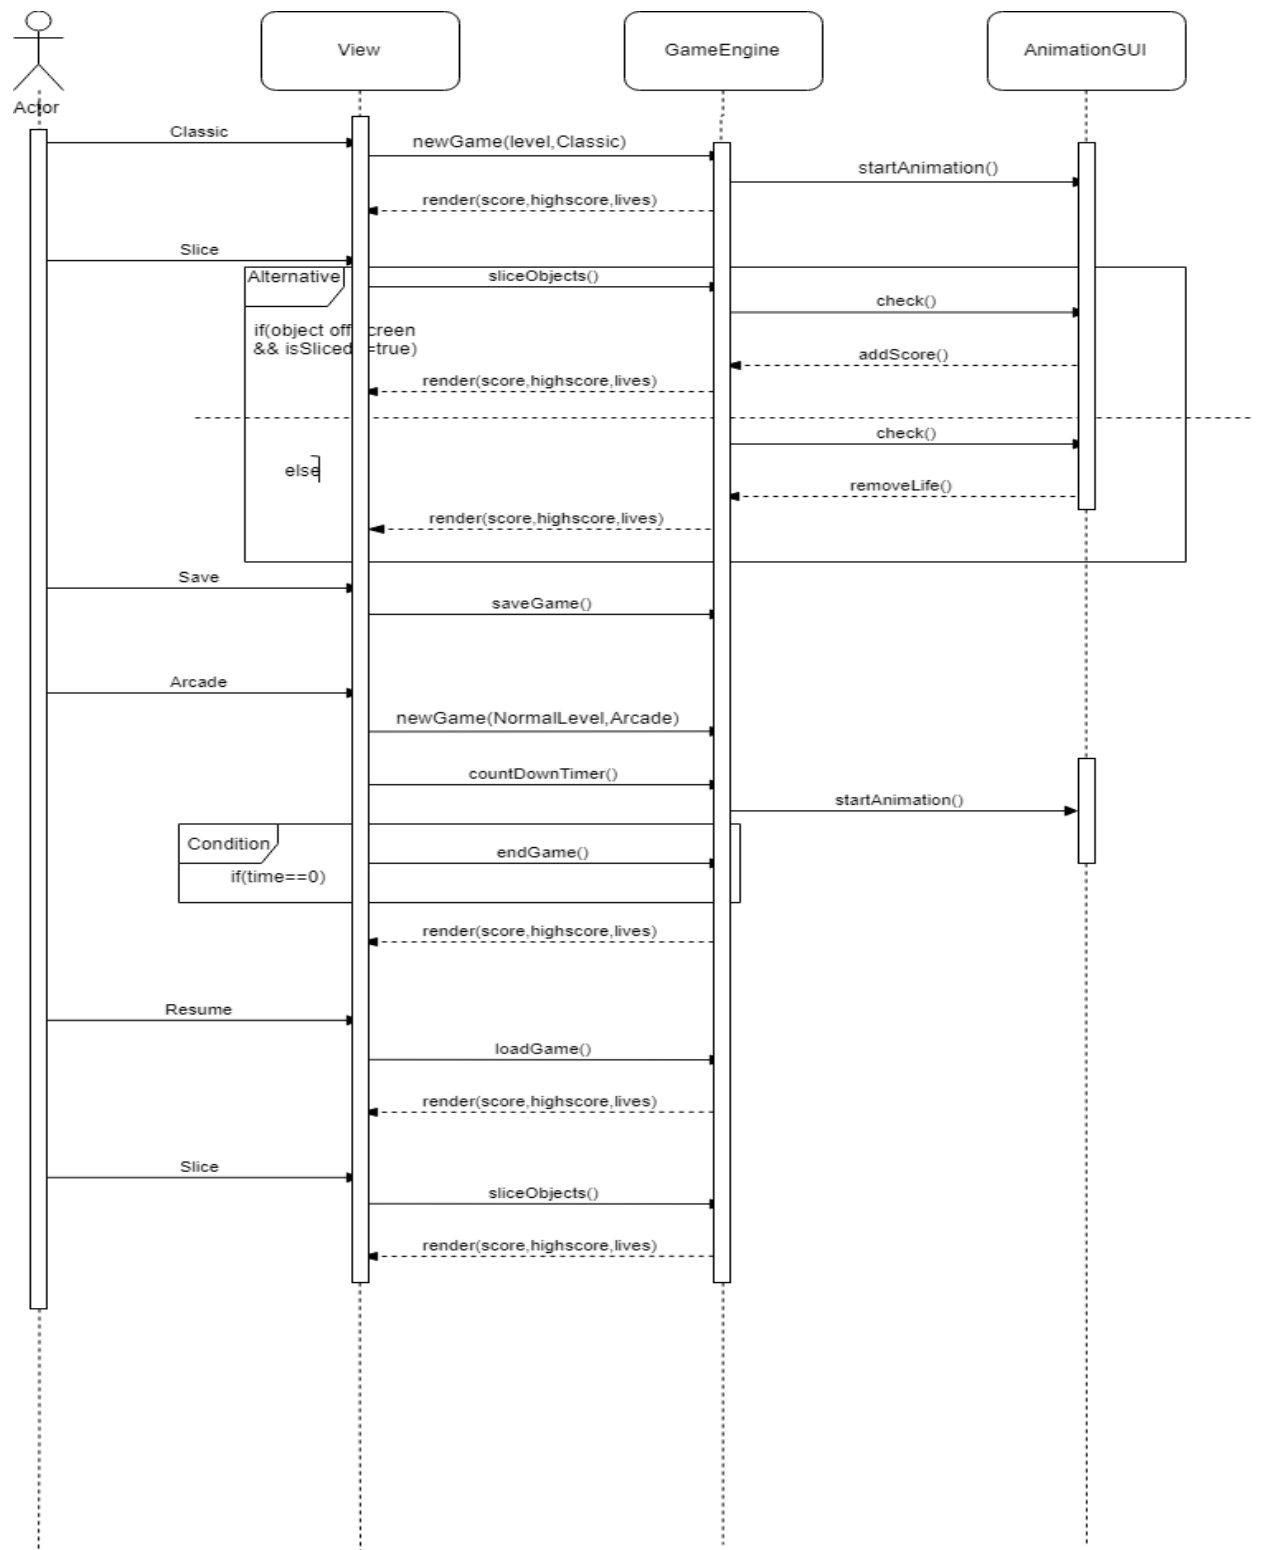 Actor
View
GameEngine
AnimationGUI
Classic
newGame(level,Classic)
startAnimation()
render(score,highscore,lives)
Slice
Alternative
sliceObjects()
check()
if(object off creen
&& isSliced =true)
addScore()
render(score,highscore,lives)
check()
else
removeLife()
render(score,highscore,lives)
Save
saveGame()
Arcade
newGame(NormalLevel,Arcade)
countDownTimer()
startAnimation()
Condition
endGame()
if(time==0)
render(score,highscore,lives)
Resume
loadGame()
render(score,highscore,lives)
Slice
sliceObjects()
render(score,highscore,lives)